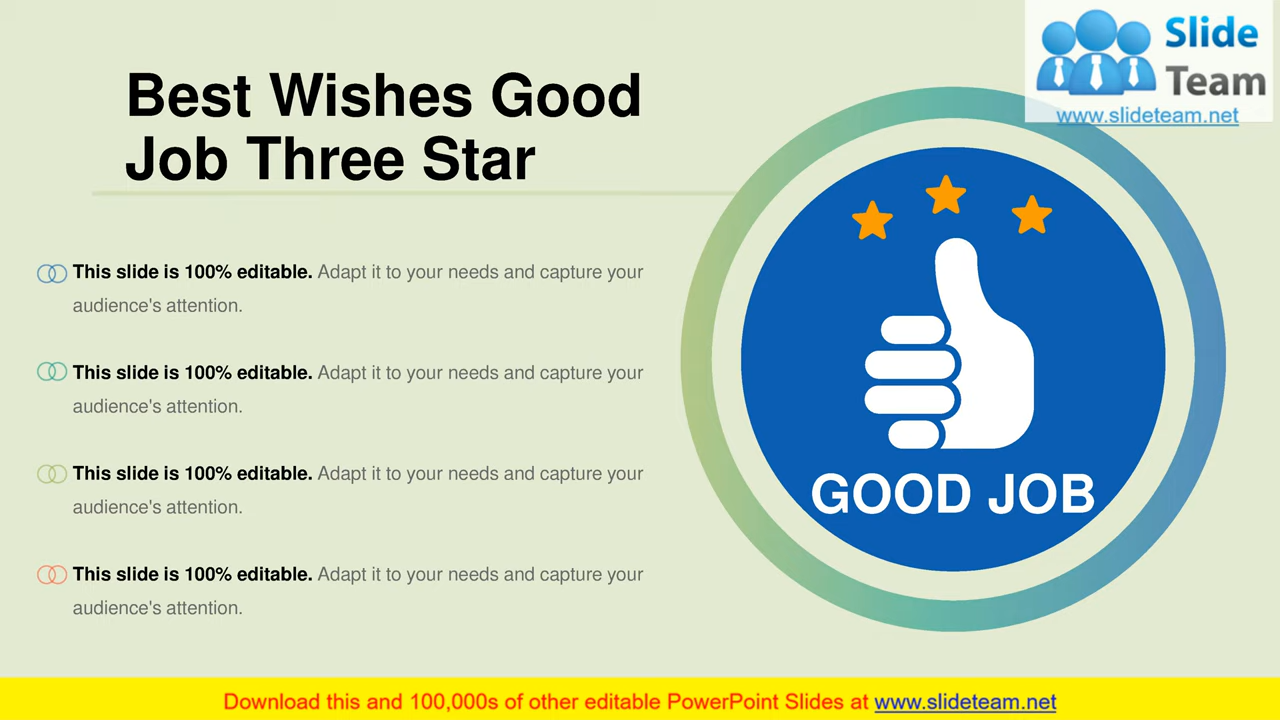 Slide
Team
www.slideteam.net
Best Wishes Good
Job Three Star
This slide is 100% editable. Adapt it to your needs and capture your
audience's attention.
This slide is 100% editable. Adapt it to your needs and capture your
audience's attention.
This slide is 100% editable. Adapt it to your needs and capture your
audience's attention.
This slide is 100% editable. Adapt it to your needs and capture your
audience's attention.
GOOD JOB
Download this and 100,000s of other editable PowerPoint Slides at www.slideteam.net